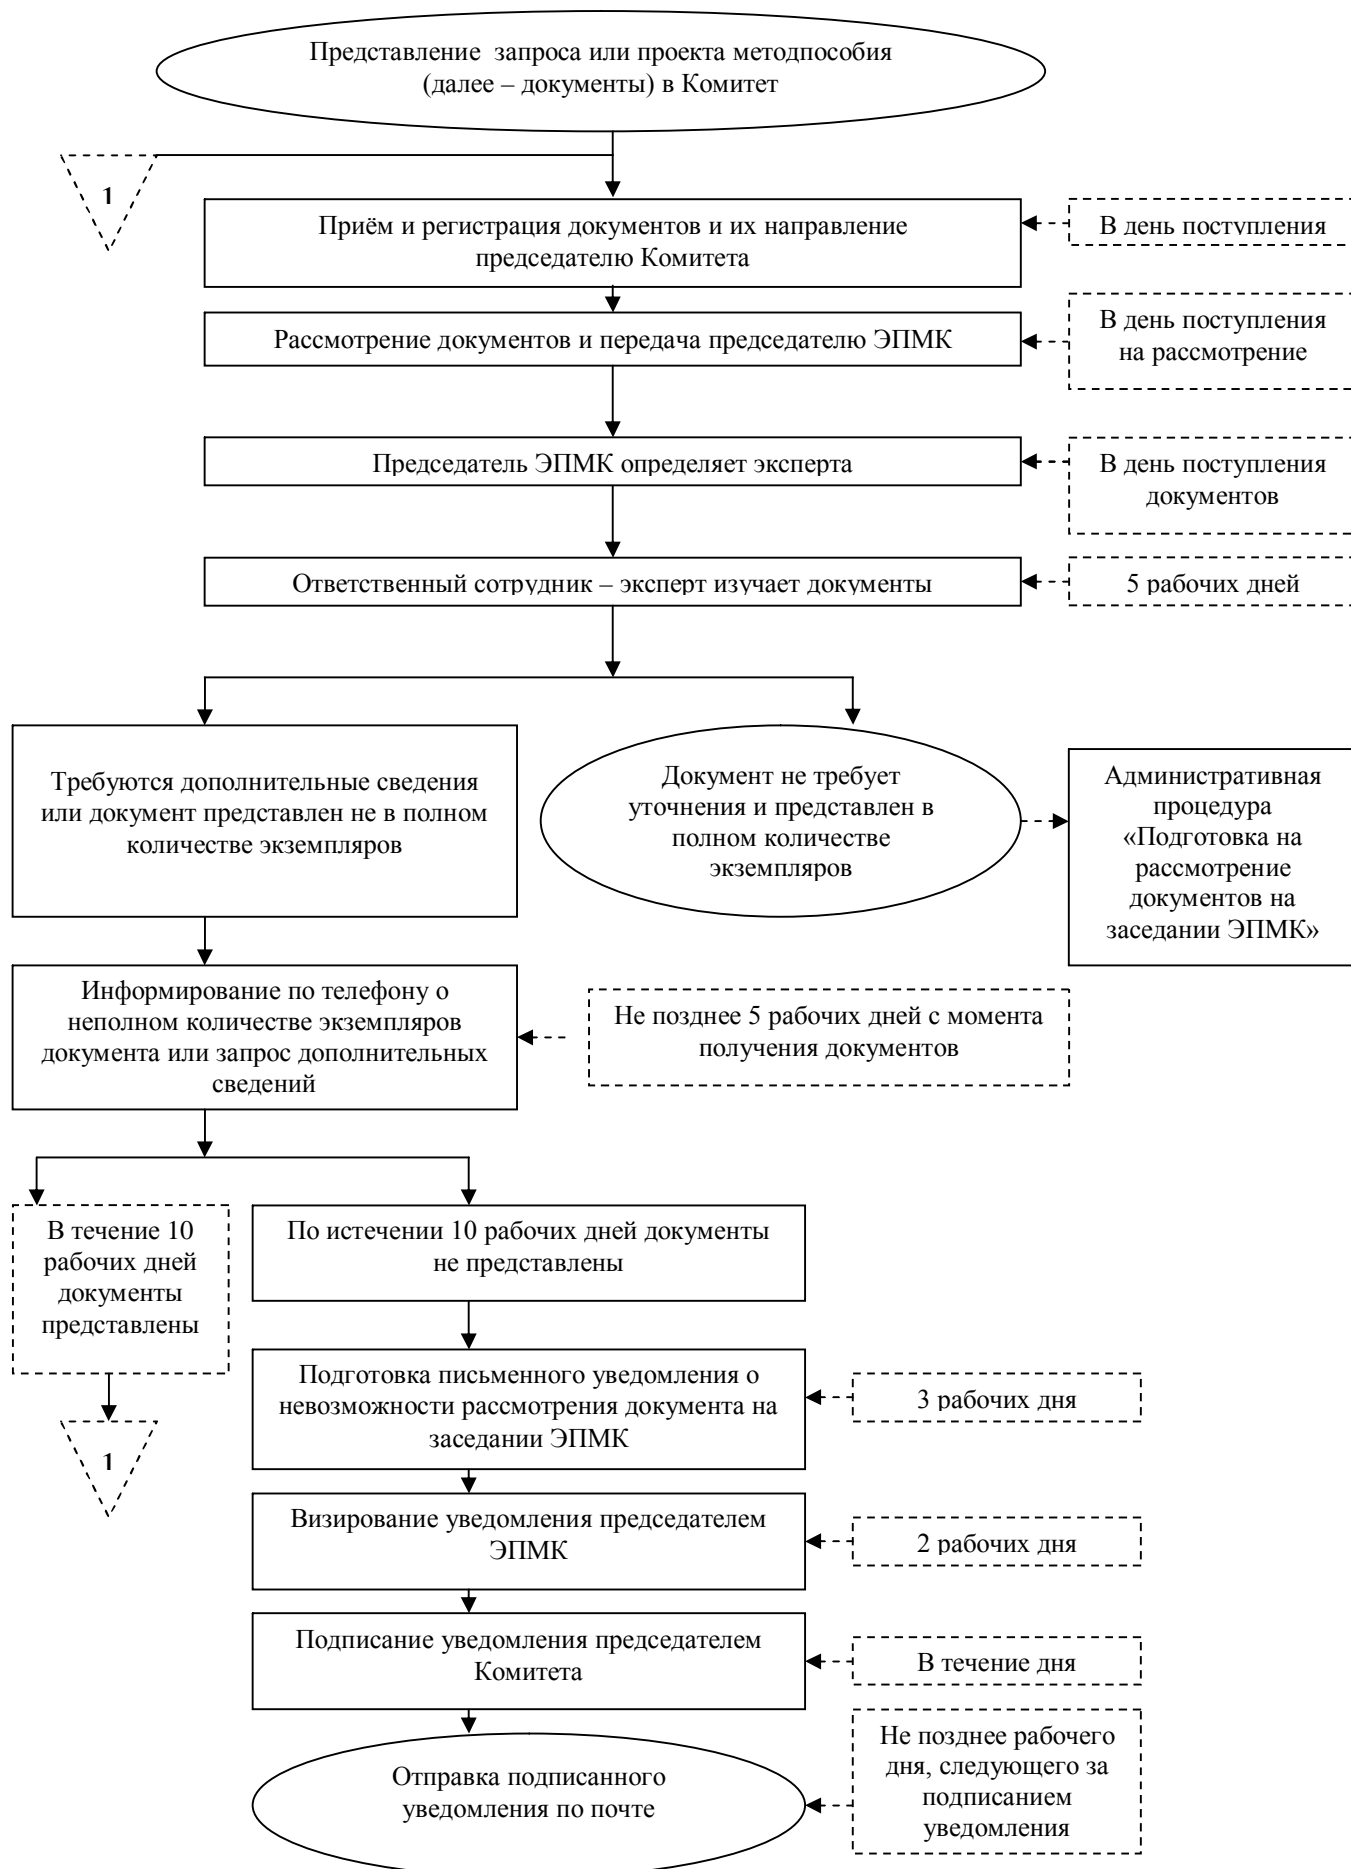 Представление запроса или проекта методпособия
(далее – документы) в Комитет
1
Приём и регистрация документов и их направление
председателю Комитета
В день поступления
Рассмотрение документов и передача председателю ЭПМК
В день поступления
на рассмотрение
Председатель ЭПМК определяет эксперта
В день поступления
документов
Ответственный сотрудник – эксперт изучает документы
5 рабочих дней
Требуются дополнительные сведения
или документ представлен не в полном
количестве экземпляров
Документ не требует
уточнения и представлен в
полном количестве
экземпляров
Административная
процедура
«Подготовка на
рассмотрение
документов на
заседании ЭПМК»
Информирование по телефону о
неполном количестве экземпляров
документа или запрос дополнительных
сведений
Не позднее 5 рабочих дней с момента
получения документов
В течение 10
рабочих дней
документы
представлены
По истечении 10 рабочих дней документы
не представлены
Подготовка письменного уведомления о
невозможности рассмотрения документа на
заседании ЭПМК
3 рабочих дня
1
Визирование уведомления председателем
ЭПМК
2 рабочих дня
Подписание уведомления председателем
Комитета
В течение дня
Отправка подписанного
уведомления по почте
Не позднее рабочего
дня, следующего за
подписанием
уведомления